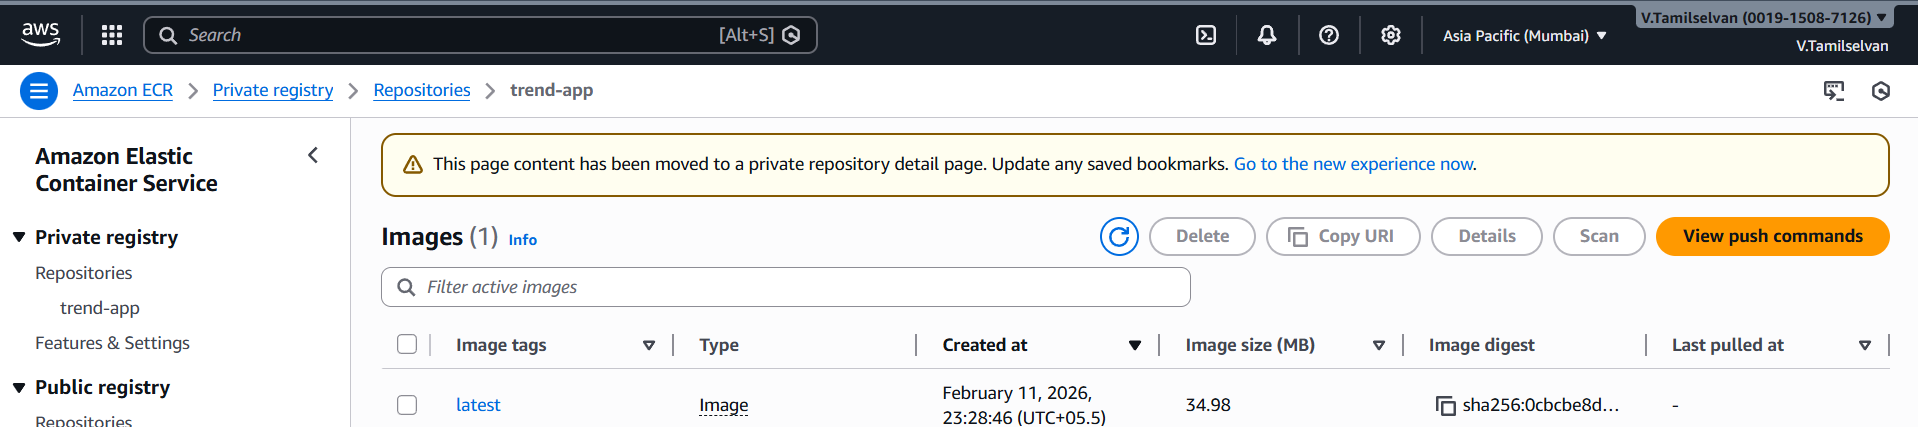 aws
Search
[Alt+S]
Asia Pacific (Mumbai)
V.Tamilselvan (0019-1508-7126)
V.Tamilselvan
Amazon ECR
Private registry
Repositories
trend-app
Amazon Elastic
Container Service
Private registry
Repositories
trend-app
Features & Settings
Public registry
Repositories
This page content has been moved to a private repository detail page. Update any saved bookmarks. Go to the new experience now.
Images (1) Info
Delete
Copy URI
Details
Scan
View push commands
Filter active images
Image tags
Type
Created at
Image size (MB)
Image digest
Last pulled at
latest
Image
February 11, 2026,
23:28:46 (UTC+05.5)
34.98
sha256:0cbcbe8d...
-